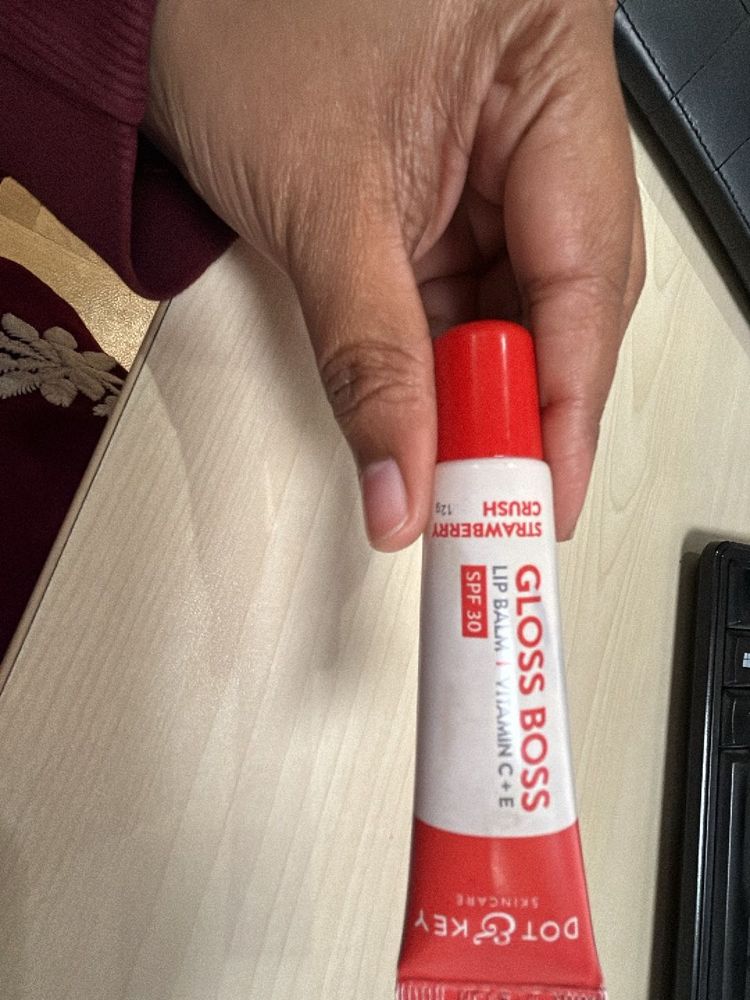 DOT & KEY
SKINCARE
GLOSS BOSS
LIP BALM | VITAMIN C + E
SPF 30
STRAWBERRY
CRUSH
12g